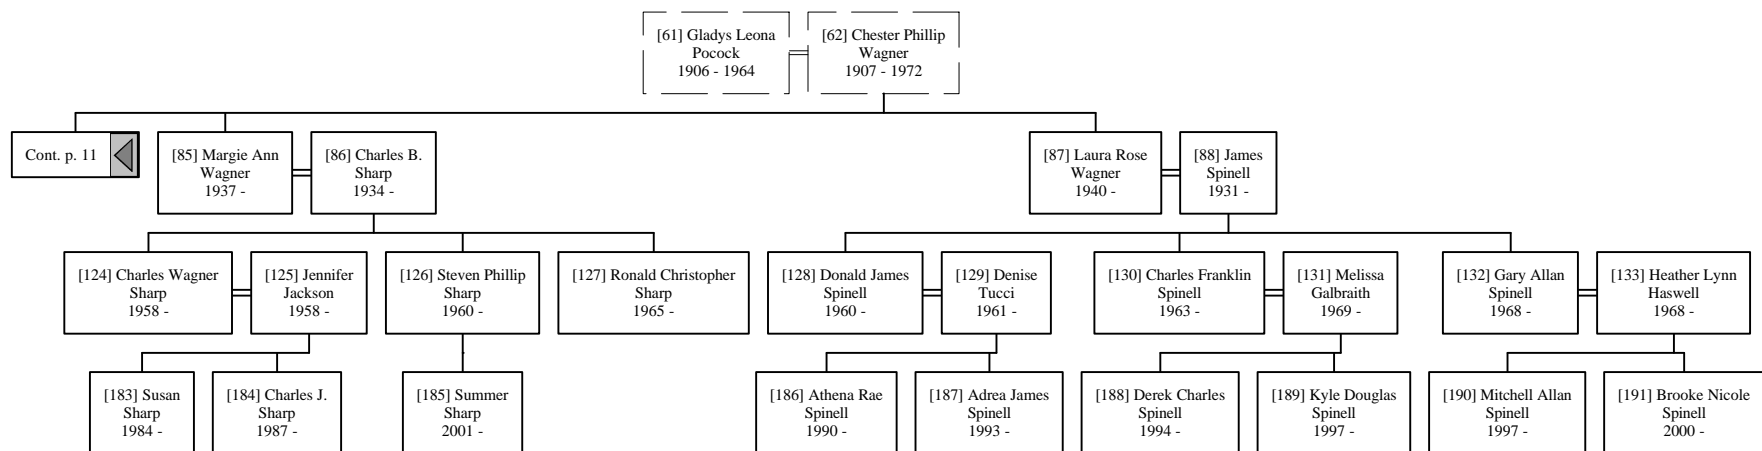 [61] Gladys Leona
Pocock
1906 - 1964
[62] Chester Phillip
Wagner
1907 - 1972
Cont. p. 11
[85] Margie Ann
Wagner
1937 -
[86] Charles B.
Sharp
1934 -
[87] Laura Rose
Wagner
1940 -
[88] James
Spinell
1931 -
[124] Charles Wagner
Sharp
1958 -
[125] Jennifer
Jackson
1958 -
[126] Steven Phillip
Sharp
1960 -
[127] Ronald Christopher
Sharp
1965 -
[128] Donald James
Spinell
1960 -
[129] Denise
Tucci
1961 -
[130] Charles Franklin
Spinell
1963 -
[131] Melissa
Galbraith
1969 -
[132] Gary Allan
Spinell
1968 -
[133] Heather Lynn
Haswell
1968 -
[183] Susan
Sharp
1984 -
[184] Charles J.
Sharp
1987 -
[185] Summer
Sharp
2001 -
[186] Athena Rae
Spinell
1990 -
[187] Adrea James
Spinell
1993 -
[188] Derek Charles
Spinell
1994 -
[189] Kyle Douglas
Spinell
1997 -
[190] Mitchell Allan
Spinell
1997 -
[191] Brooke Nicole
Spinell
2000 -